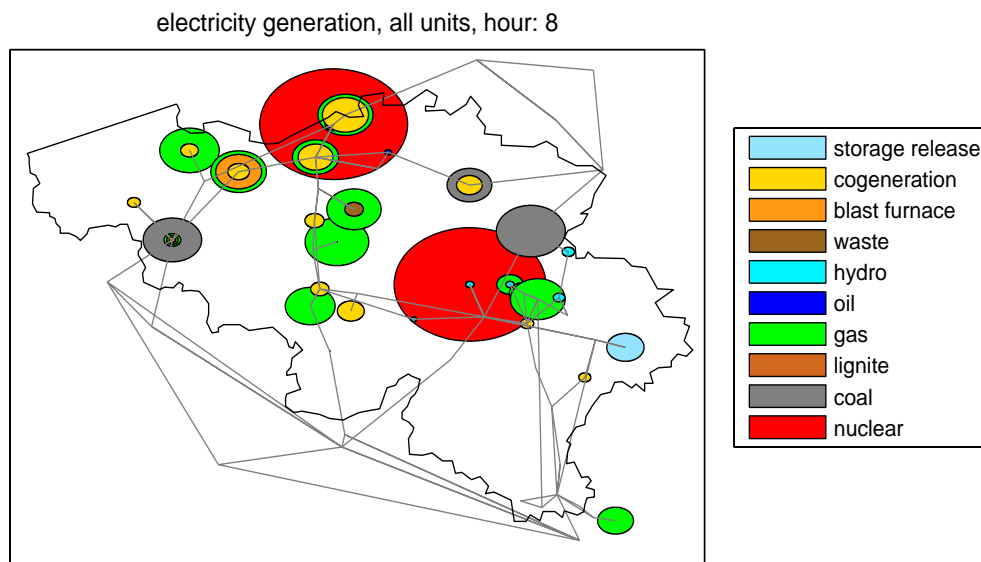 electricity generation, all units, hour: 8
storage release
cogeneration
blast furnace
waste
hydro
oil
gas
lignite
coal
nuclear